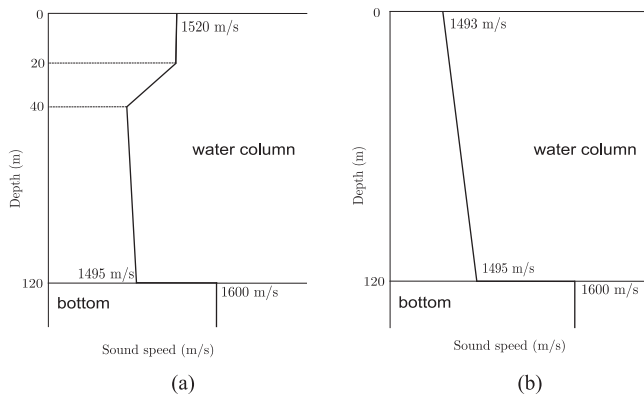 0
1520 m/s
20
40
Depth (m)
water column
1495 m/s
120
1600 m/s
bottom
Sound speed (m/s)
(a)
0
1493 m/s
Depth (m)
water column
1495 m/s
120
1600 m/s
bottom
Sound speed (m/s)
(b)